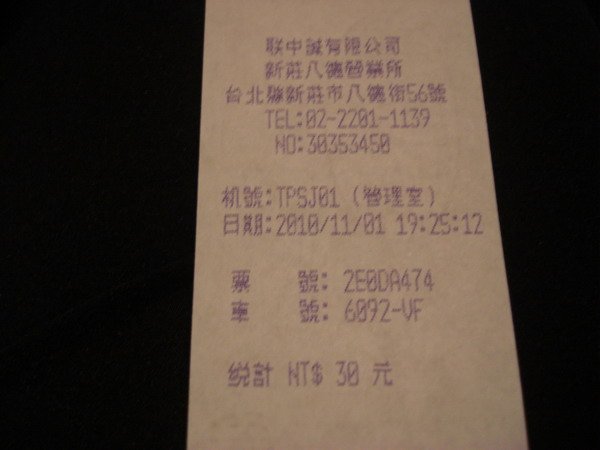 联中誠有限公司
新莊八德營業所
台北縣新莊市八德街56號
TEL:02-2201-1139
NO:30353450
机號:TPSJ01 (管理室)
日期:2010/11/01 19:25:12
票 號: 2E0DA474
車 號: 6092-VF
総計 NT$ 30 元